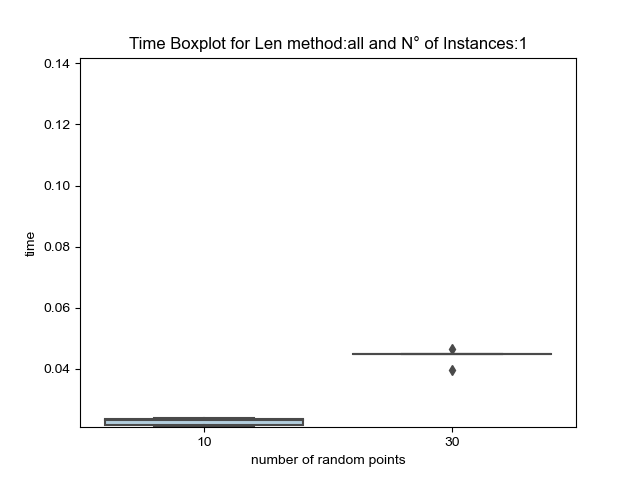 Time Boxplot for Len method:all and N° of Instances:1
0.14
0.12
0.10
0.08
0.06
0.04
time
10
30
number of random points